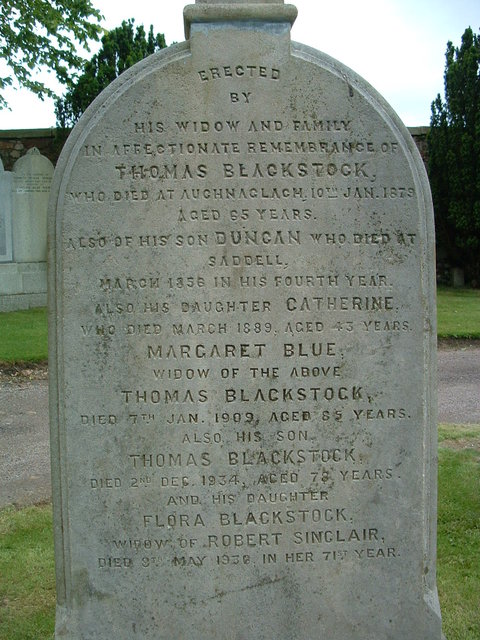 ERECTED
BY
HIS WIDOW AND FAMILY
IN AFFECTIONATE REMEMBRANCE OF
THOMAS BLACKSTOCK,
WHO DIED AT AUCHNAGLACH, 10TH JAN. 1879
AGED 65 YEARS.
ALSO OF HIS SON DUNCAN WHO DIED AT
SADDELL,
MARCH 1856 IN HIS FOURTH YEAR.
ALSO HIS DAUGHTER CATHERINE,
WHO DIED MARCH 1889, AGED 43 YEARS.
MARGARET BLUE,
WIDOW OF THE ABOVE
THOMAS BLACKSTOCK,
DIED 7TH JAN. 1909, AGED 85 YEARS.
ALSO HIS SON
THOMAS BLACKSTOCK,
DIED 2ND DEC. 1934, AGED YEARS.
AND HIS DAUGHTER
FLORA BLACKSTOCK,
WIDOW OF ROBERT SINCLAIR,
DIED MAY 1936, IN HER 71ST YEAR.